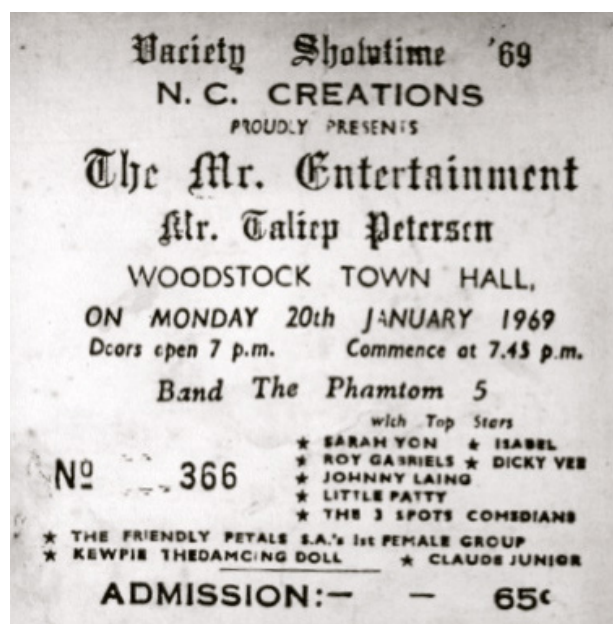 Variety Showtime '69
N. C. CREATIONS
PROUDLY PRESENTS
The Mr. Entertainment
Mr. Taliep Petersen
WOODSTOCK TOWN HALL,
ON MONDAY 20th JANUARY 1969
Doors open 7 p.m. Commence at 7.45 p.m.
Band The Phamtom 5
with Top Stars
★ SARAH YON ★ ISABEL
★ ROY GABRIELS ★ DICKY VEE
★ JOHNNY LAING
Nº 366
★ LITTLE PATTY
★ THE 3 SPOTS COMEDIANS
★ THE FRIENDLY PETALS S.A.'s 1st FEMALE GROUP
★ KEWPIE THEDAMCING DOLL ★ CLAUDE JUNIOR
ADMISSION:— — 65c